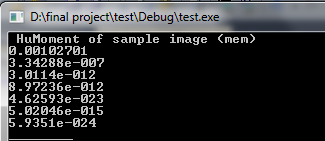 D:\final project\test\Debug\test.exe
HuMoment of sample image (mem)
0.00102701
3.34288e-007
3.0114e-012
8.97236e-012
4.62593e-023
5.02046e-015
5.9351e-024